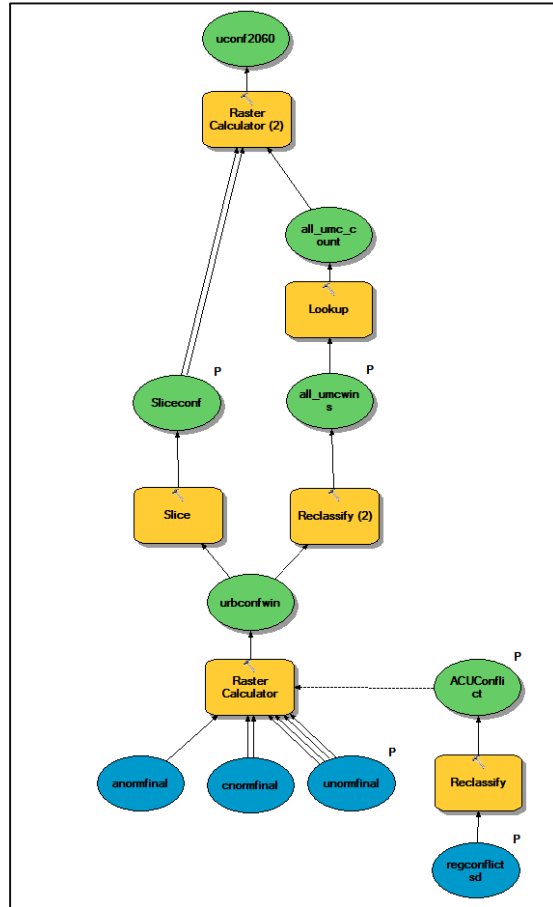 uconf2060
Raster
Calculator (2)
all_umc_c
ount
Lookup
P
P
Sliceconf
all_umcwin
s
Slice
Reclassify (2)
urbconfwin
P
Raster
Calculator
ACUConfli
ct
P
anormfinal
cnormfinal
unormfinal
Reclassify
P
regconflict
sd